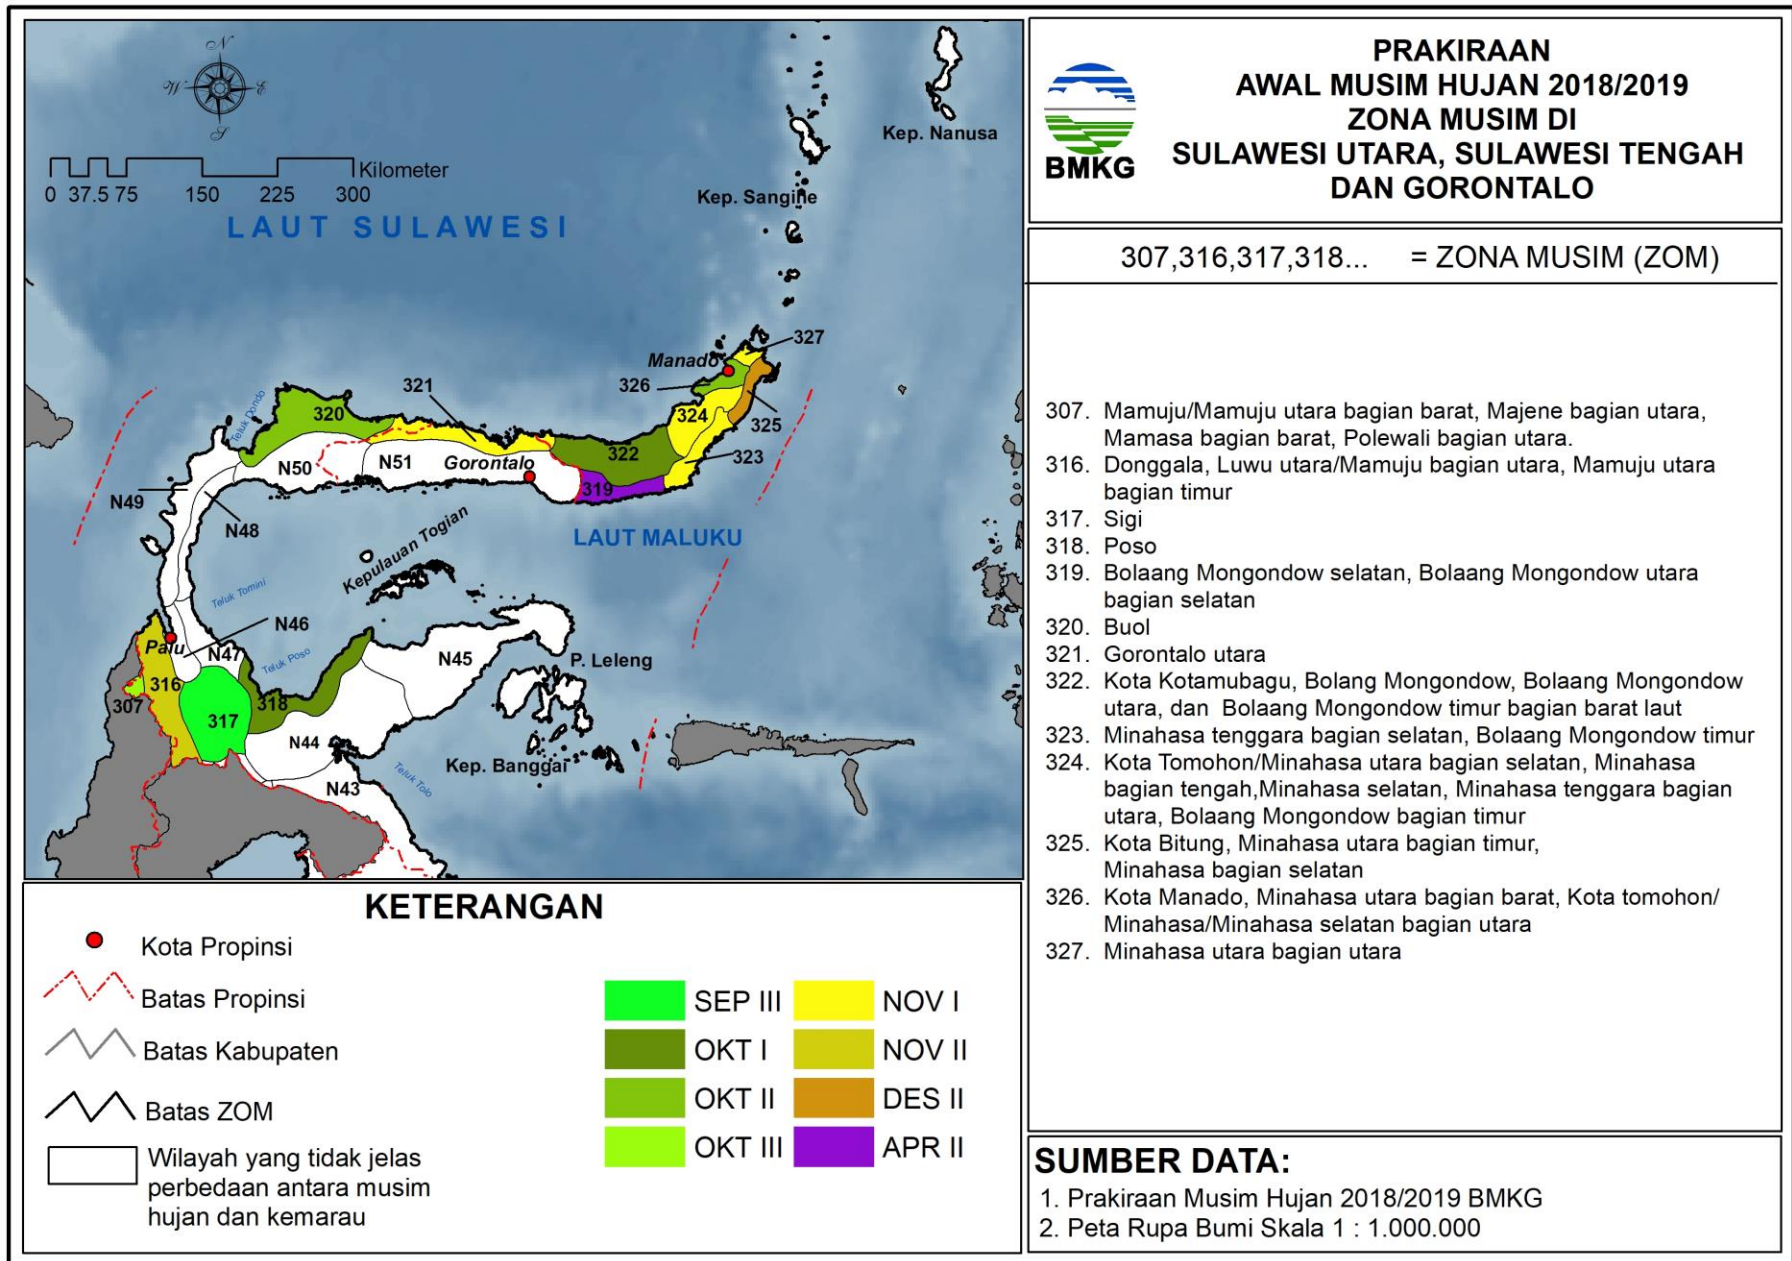 PRAKIRAAN
AWAL MUSIM HUJAN 2018/2019
ZONA MUSIM DI
SULAWESI UTARA, SULAWESI TENGAH
DAN GORONTALO
BMKG
307,316,317,318... = ZONA MUSIM (ZOM)
307. Mamuju/Mamuju utara bagian barat, Majene bagian utara,
Mamasa bagian barat, Polewali bagian utara.
316. Donggala, Luwu utara/Mamuju bagian utara, Mamuju utara
bagian timur
317. Sigi
318. Poso
319. Bolaang Mongondow selatan, Bolaang Mongondow utara
bagian selatan
320. Buol
321. Gorontalo utara
322. Kota Kotamubagu, Bolang Mongondow, Bolaang Mongondow
utara, dan Bolaang Mongondow timur bagian barat laut
323. Minahasa tenggara bagian selatan, Bolaang Mongondow timur
324. Kota Tomohon/Minahasa utara bagian selatan, Minahasa
bagian tengah,Minahasa selatan, Minahasa tenggara bagian
utara, Bolaang Mongondow bagian timur
325. Kota Bitung, Minahasa utara bagian timur,
Minahasa bagian selatan
326. Kota Manado, Minahasa utara bagian barat, Kota tomohon/
Minahasa/Minahasa selatan bagian utara
327. Minahasa utara bagian utara
SUMBER DATA:
1. Prakiraan Musim Hujan 2018/2019 BMKG
2. Peta Rupa Bumi Skala 1 : 1.000.000
N
W
E
S
Kilometer
0 37.5 75 150 225 300
LAUT SULAWESI
Kep. Nanusa
Kep. Sangine
327
Manado
326
321
324
320
Teluk Dondo
325
322
323
N50
N51
Gorontalo
319
N49
N48
LAUT MALUKU
Kepulauan Togian
Teluk Tomini
N46
Palu
N47
Teluk Poso
N45
P. Leleng
316
307
317
318
N44
Kep. Banggai
Teluk Tolo
N43
KETERANGAN
Kota Propinsi
Batas Propinsi
Batas Kabupaten
Batas ZOM
Wilayah yang tidak jelas
perbedaan antara musim
hujan dan kemarau
SEP III
OKT I
OKT II
OKT III
NOV I
NOV II
DES II
APR II